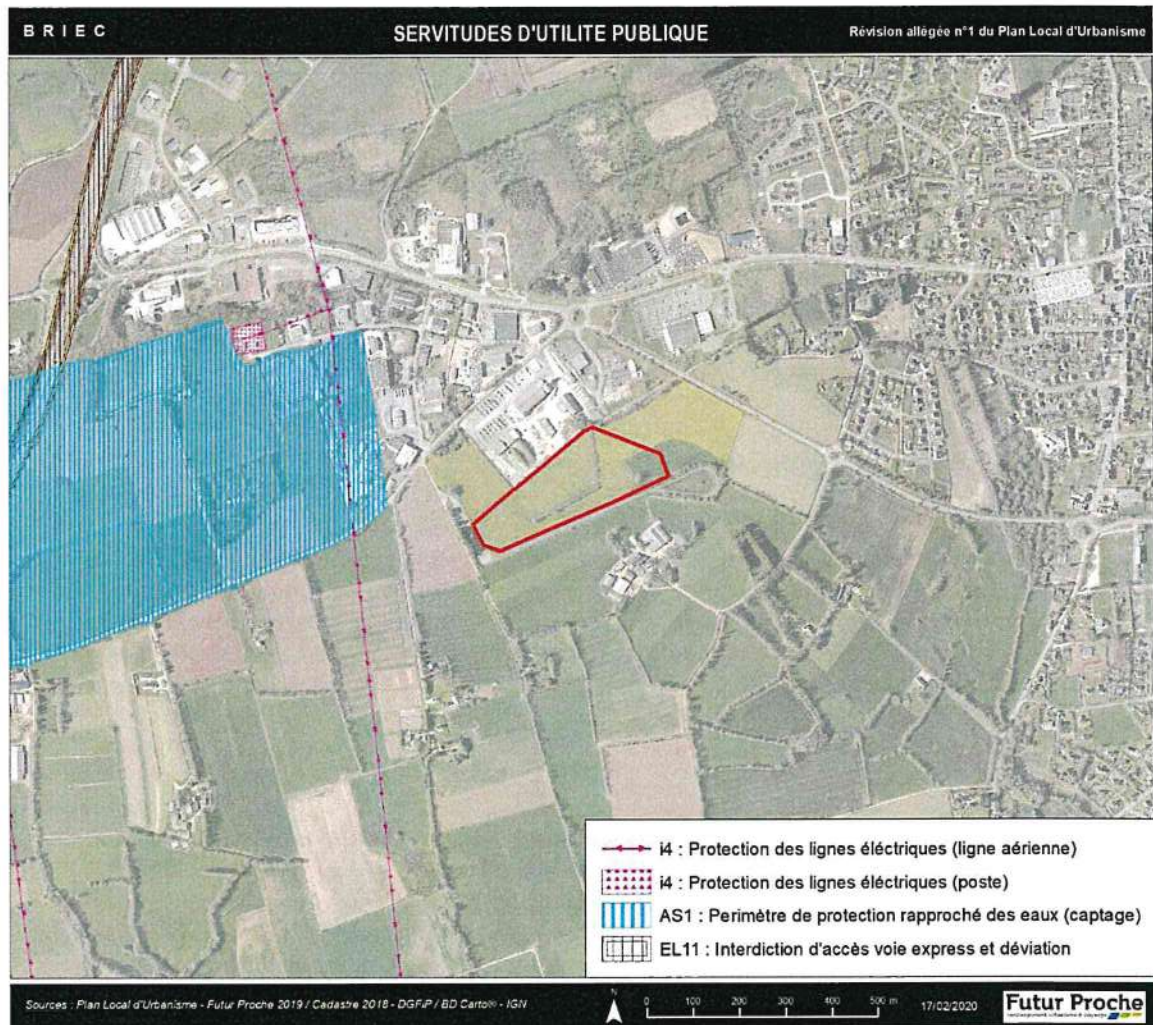 BRIEC
SERVITUDES D'UTILITE PUBLIQUE
Révision allégée n°1 du Plan Local d'Urbanisme
i4 : Protection des lignes éléctriques (ligne aérienne)
i4 : Protection des lignes éléctriques (poste)
AS1 : Perimètre de protection rapproché des eaux (captage)
EL11 : Interdiction d'accès voie express et déviation
Sources : Plan Local d'Urbanisme - Futur Proche 2019 / Cadastre 2018 - DGFiP / BD Carto® - IGN
N
0 100 200 300 400 500 m
17/02/2020
Futur Proche